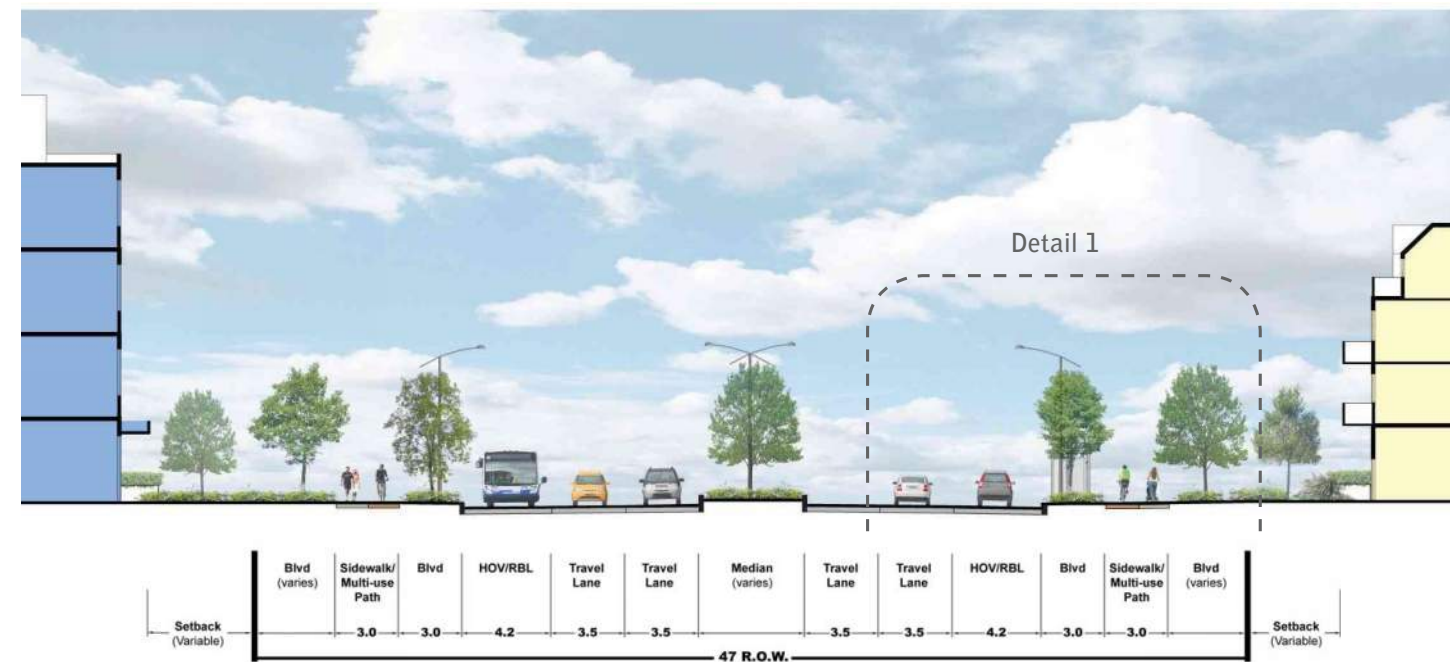 Detail 1
Blvd
(varies)
Sidewalk/
Multi-use
Path
Blvd
HOV/RBL
Travel
Lane
Travel
Lane
Median
(varies)
Travel
Lane
Travel
Lane
HOV/RBL
Blvd
Sidewalk/
Multi-use
Path
Blvd
(varies)
Setback
(Variable)
3.0
3.0
4.2
3.5
3.5
3.5
3.5
4.2
3.0
3.0
Setback
(Variable)
47 R.O.W.